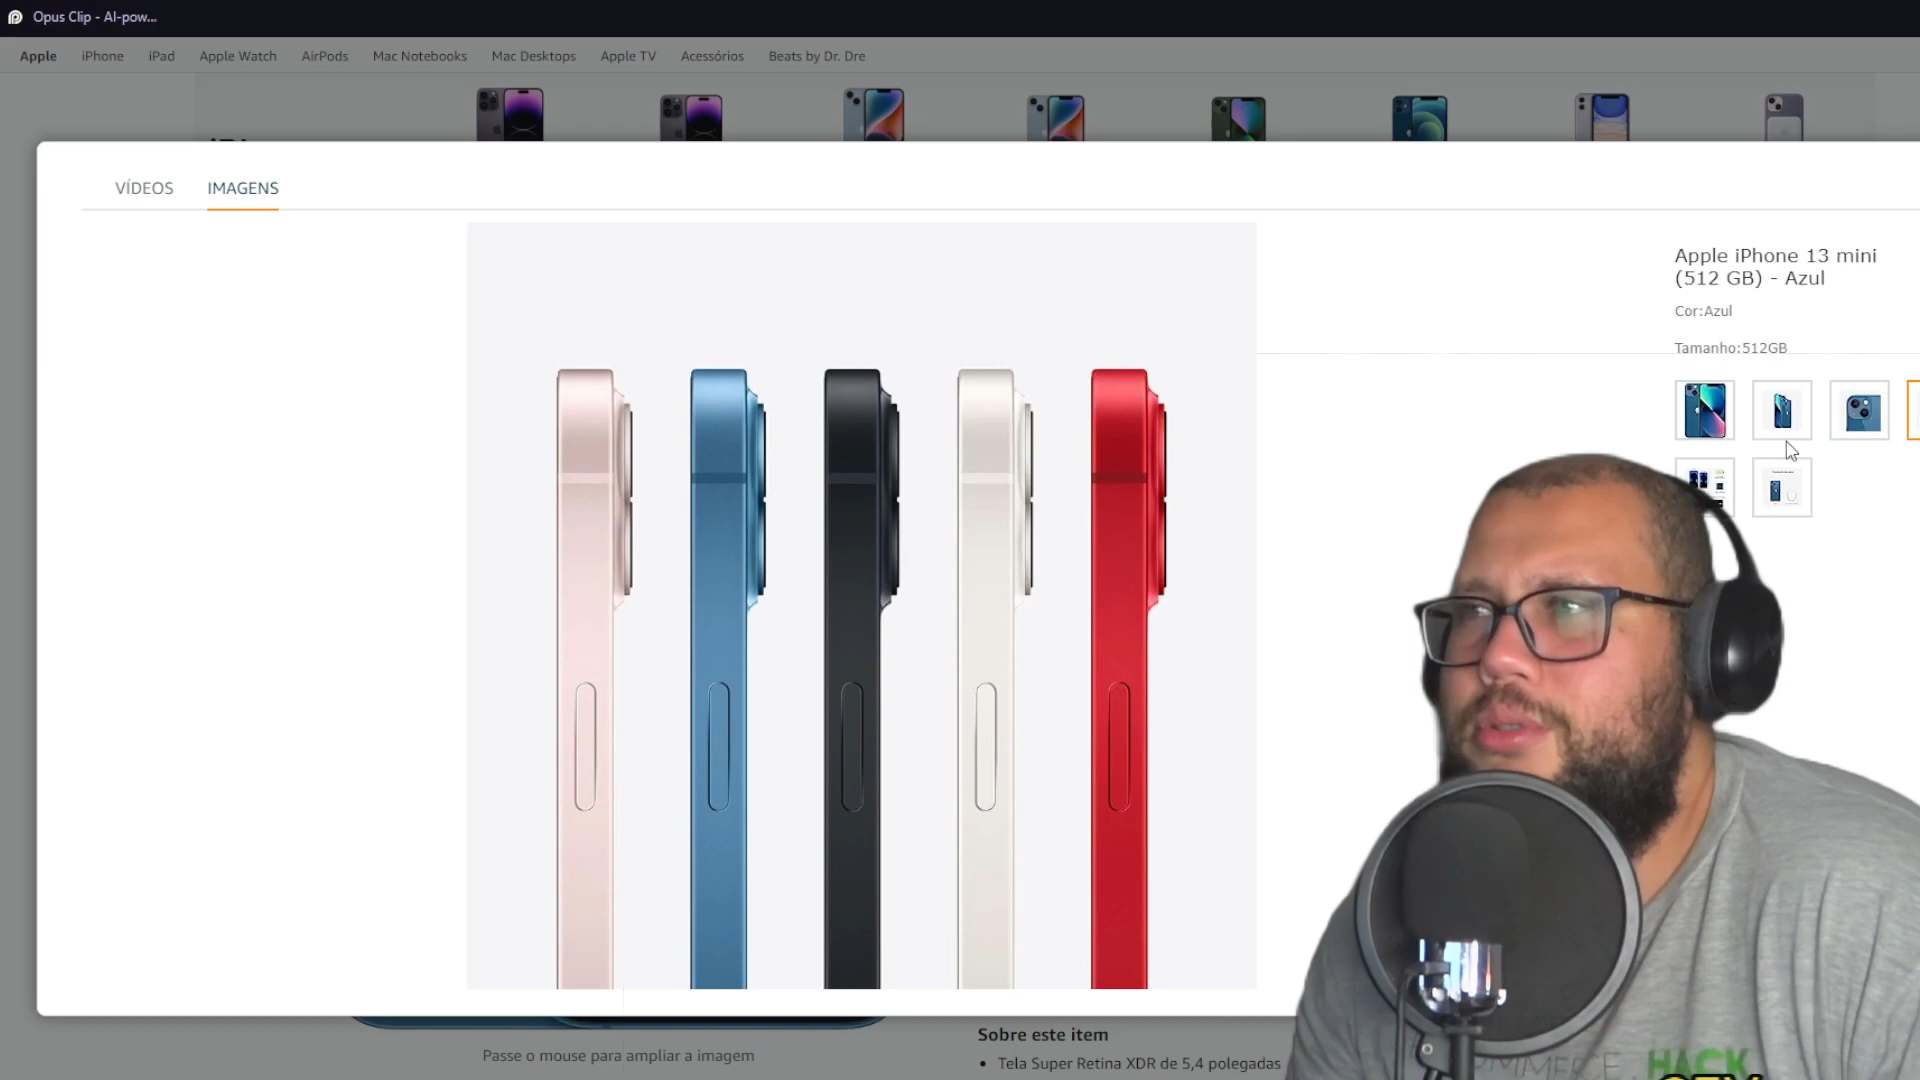 Opus Clip - AI-pow...
Apple iPhone iPad Apple Watch AirPods Mac Notebooks Mac Desktops Apple TV Acessórios Beats by Dr. Dre
VÍDEOS IMAGENS
Apple iPhone 13 mini
(512 GB) - Azul
Cor:Azul
Tamanho:512GB
Sobre este item
Passe o mouse para ampliar a imagem
• Tela Super Retina XDR de 5,4 polegadas
HACK